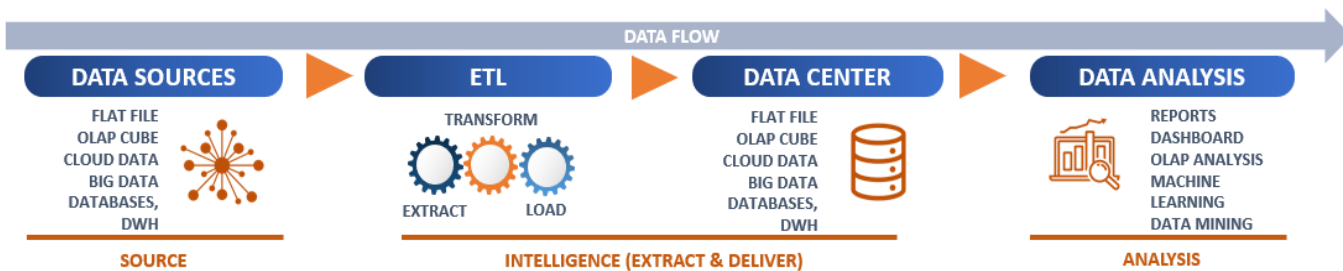 DATA FLOW
DATA SOURCES
FLAT FILE
OLAP CUBE
CLOUD DATA
BIG DATA
DATABASES,
DWH
SOURCE
ETL
TRANSFORM
EXTRACT
LOAD
DATA CENTER
FLAT FILE
OLAP CUBE
CLOUD DATA
BIG DATA
DATABASES,
DWH
INTELLIGENCE (EXTRACT & DELIVER)
DATA ANALYSIS
REPORTS
DASHBOARD
OLAP ANALYSIS
MACHINE
LEARNING
DATA MINING
ANALYSIS